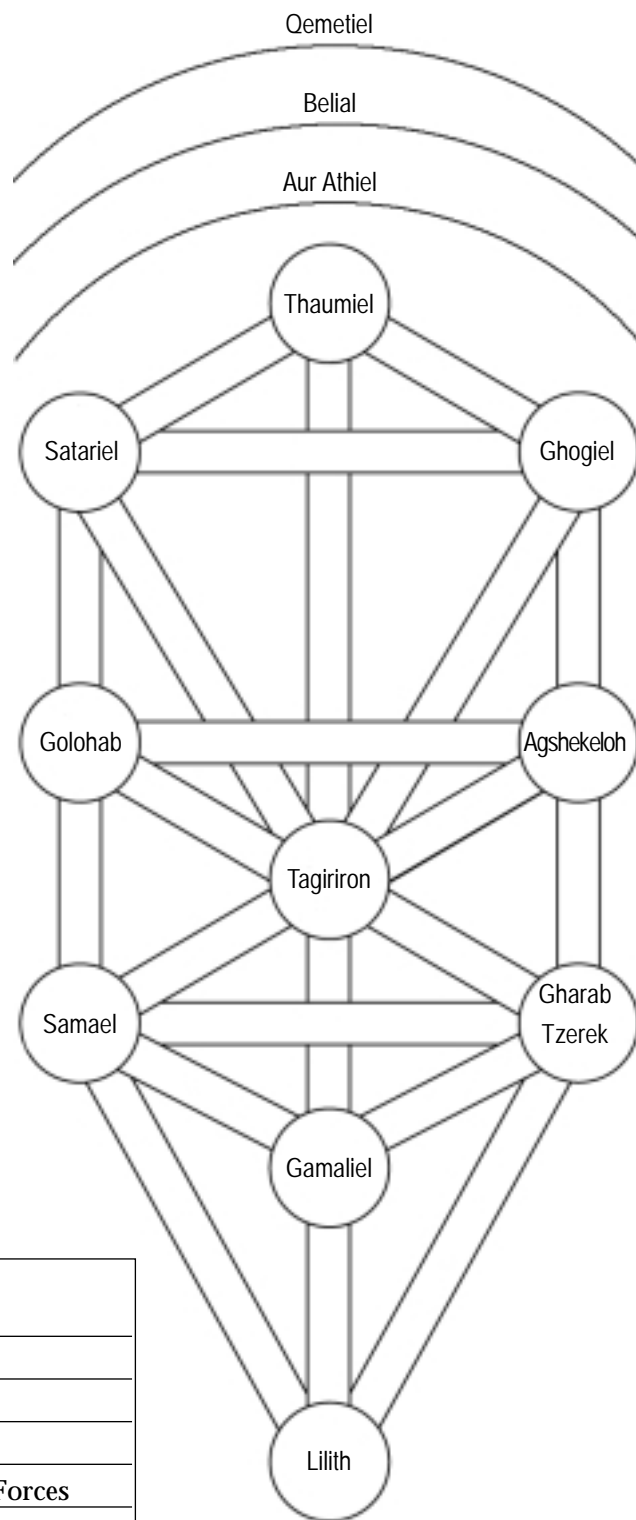 Qemetiel
Belial
Aur Athiel
Thaumiel
Satariel
Ghogiel
Golohab
Agshekeloh
Tagiriron
Samael
Gharab
Tzerek
Gamaliel
Lilith
Forces